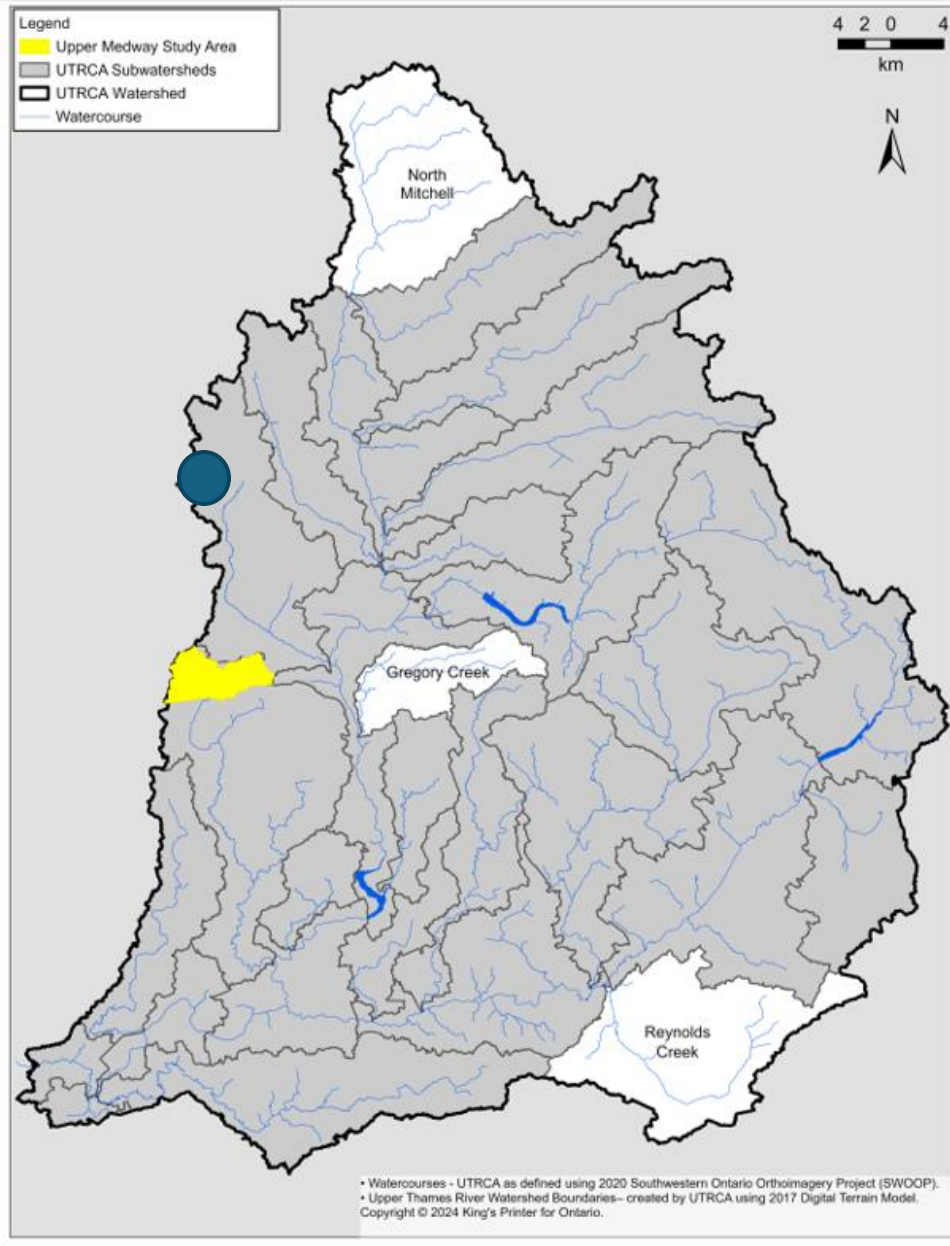 Legend
Upper Medway Study Area
UTRCA Subwatersheds
UTRCA Watershed
Watercourse
4 2 0 4
km
N
North
Mitchell
Gregory Creek
Reynolds
Creek
• Watercourses - UTRCA as defined using 2020 Southwestern Ontario Orthoimagery Project (SWOOP).
• Upper Thames River Watershed Boundaries– created by UTRCA using 2017 Digital Terrain Model.
Copyright © 2024 King's Printer for Ontario.